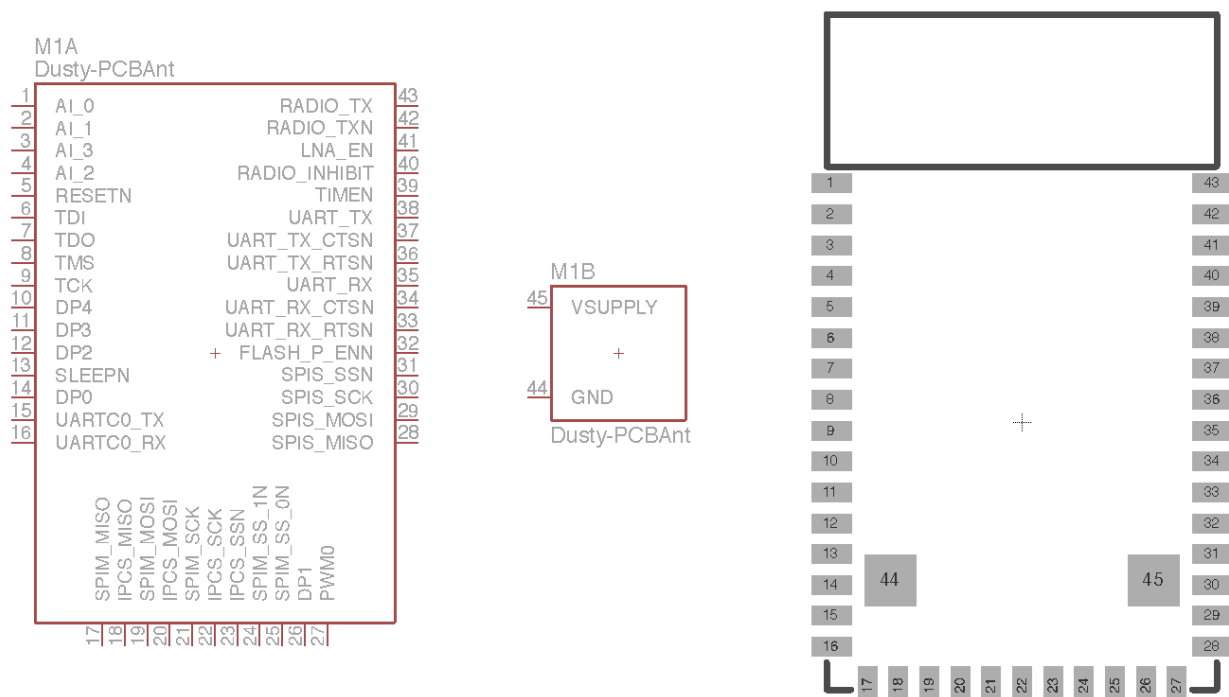 M1A
Dusty-PCBAnt
1 AI_0 RADIO_TX 43
2 AI_1 RADIO_TXN 42
3 AI_3 LNA_EN 41
4 AI_2 RADIO_INHIBIT 40
5 RESETN TIMEN 39
6 TDI UART_TX 38
7 TDO UART_TX_CTSN 37
8 TMS UART_TX_RTSN 36
9 TCK UART_RX 35
10 DP4 UART_RX_CTSN 34
11 DP3 UART_RX_RTSN 33
12 DP2 FLASH_P_ENN 32
13 SLEEPN SPIS_SSN 31
14 DP0 SPIS_SCK 30
15 UARTC0_TX SPIS_MOSI 29
16 UARTC0_RX SPIS_MISO 28
SPIM_MISO 17
IPCS_MISO 18
SPIM_MOSI 19
IPCS_MOSI 20
SPIM_SCK 21
IPCS_SCK 22
IPCS_SSN 23
SPIM_SS_1N 24
SPIM_SS_0N 25
DP1 26
PWM0 27
M1B
45 VSUPPLY
44 GND
Dusty-PCBAnt
1 43
2 42
3 41
4 40
5 39
6 38
7 37
8 36
9 35
10 34
11 33
12 32
13 31
44 45
14 30
15 29
16 28
17 18 19 20 21 22 23 24 25 26 27